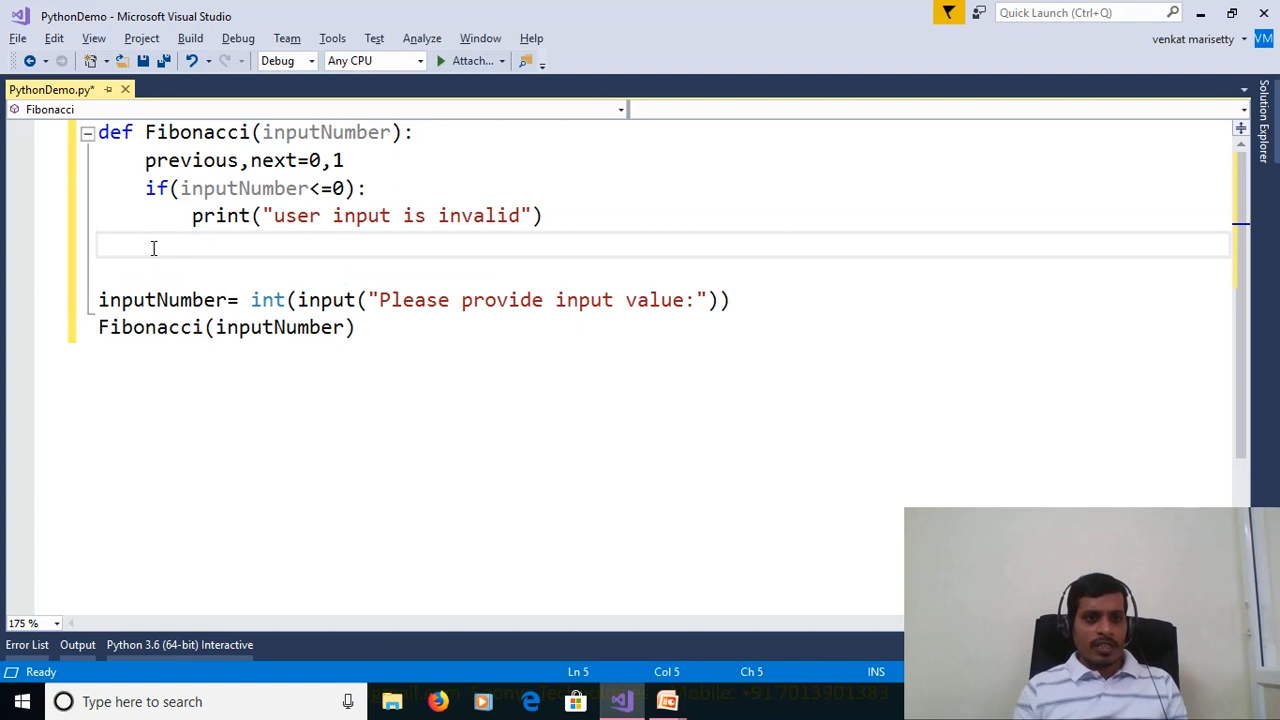 PythonDemo - Microsoft Visual Studio
Quick Launch (Ctrl+Q)
File Edit View Project Build Debug Team Tools Test Analyze Window Help
venkat marisetty VM
Debug Any CPU Attach...
PythonDemo.py*
Fibonacci
def Fibonacci(inputNumber):
previous,next=0,1
if(inputNumber<=0):
print("user input is invalid")
inputNumber= int(input("Please provide input value:"))
Fibonacci(inputNumber)
Solution Explorer
175 %
Error List Output Python 3.6 (64-bit) Interactive
Ready Ln 5 Col 5 Ch 5 INS
Type here to search
Mobile: +91 7013901383